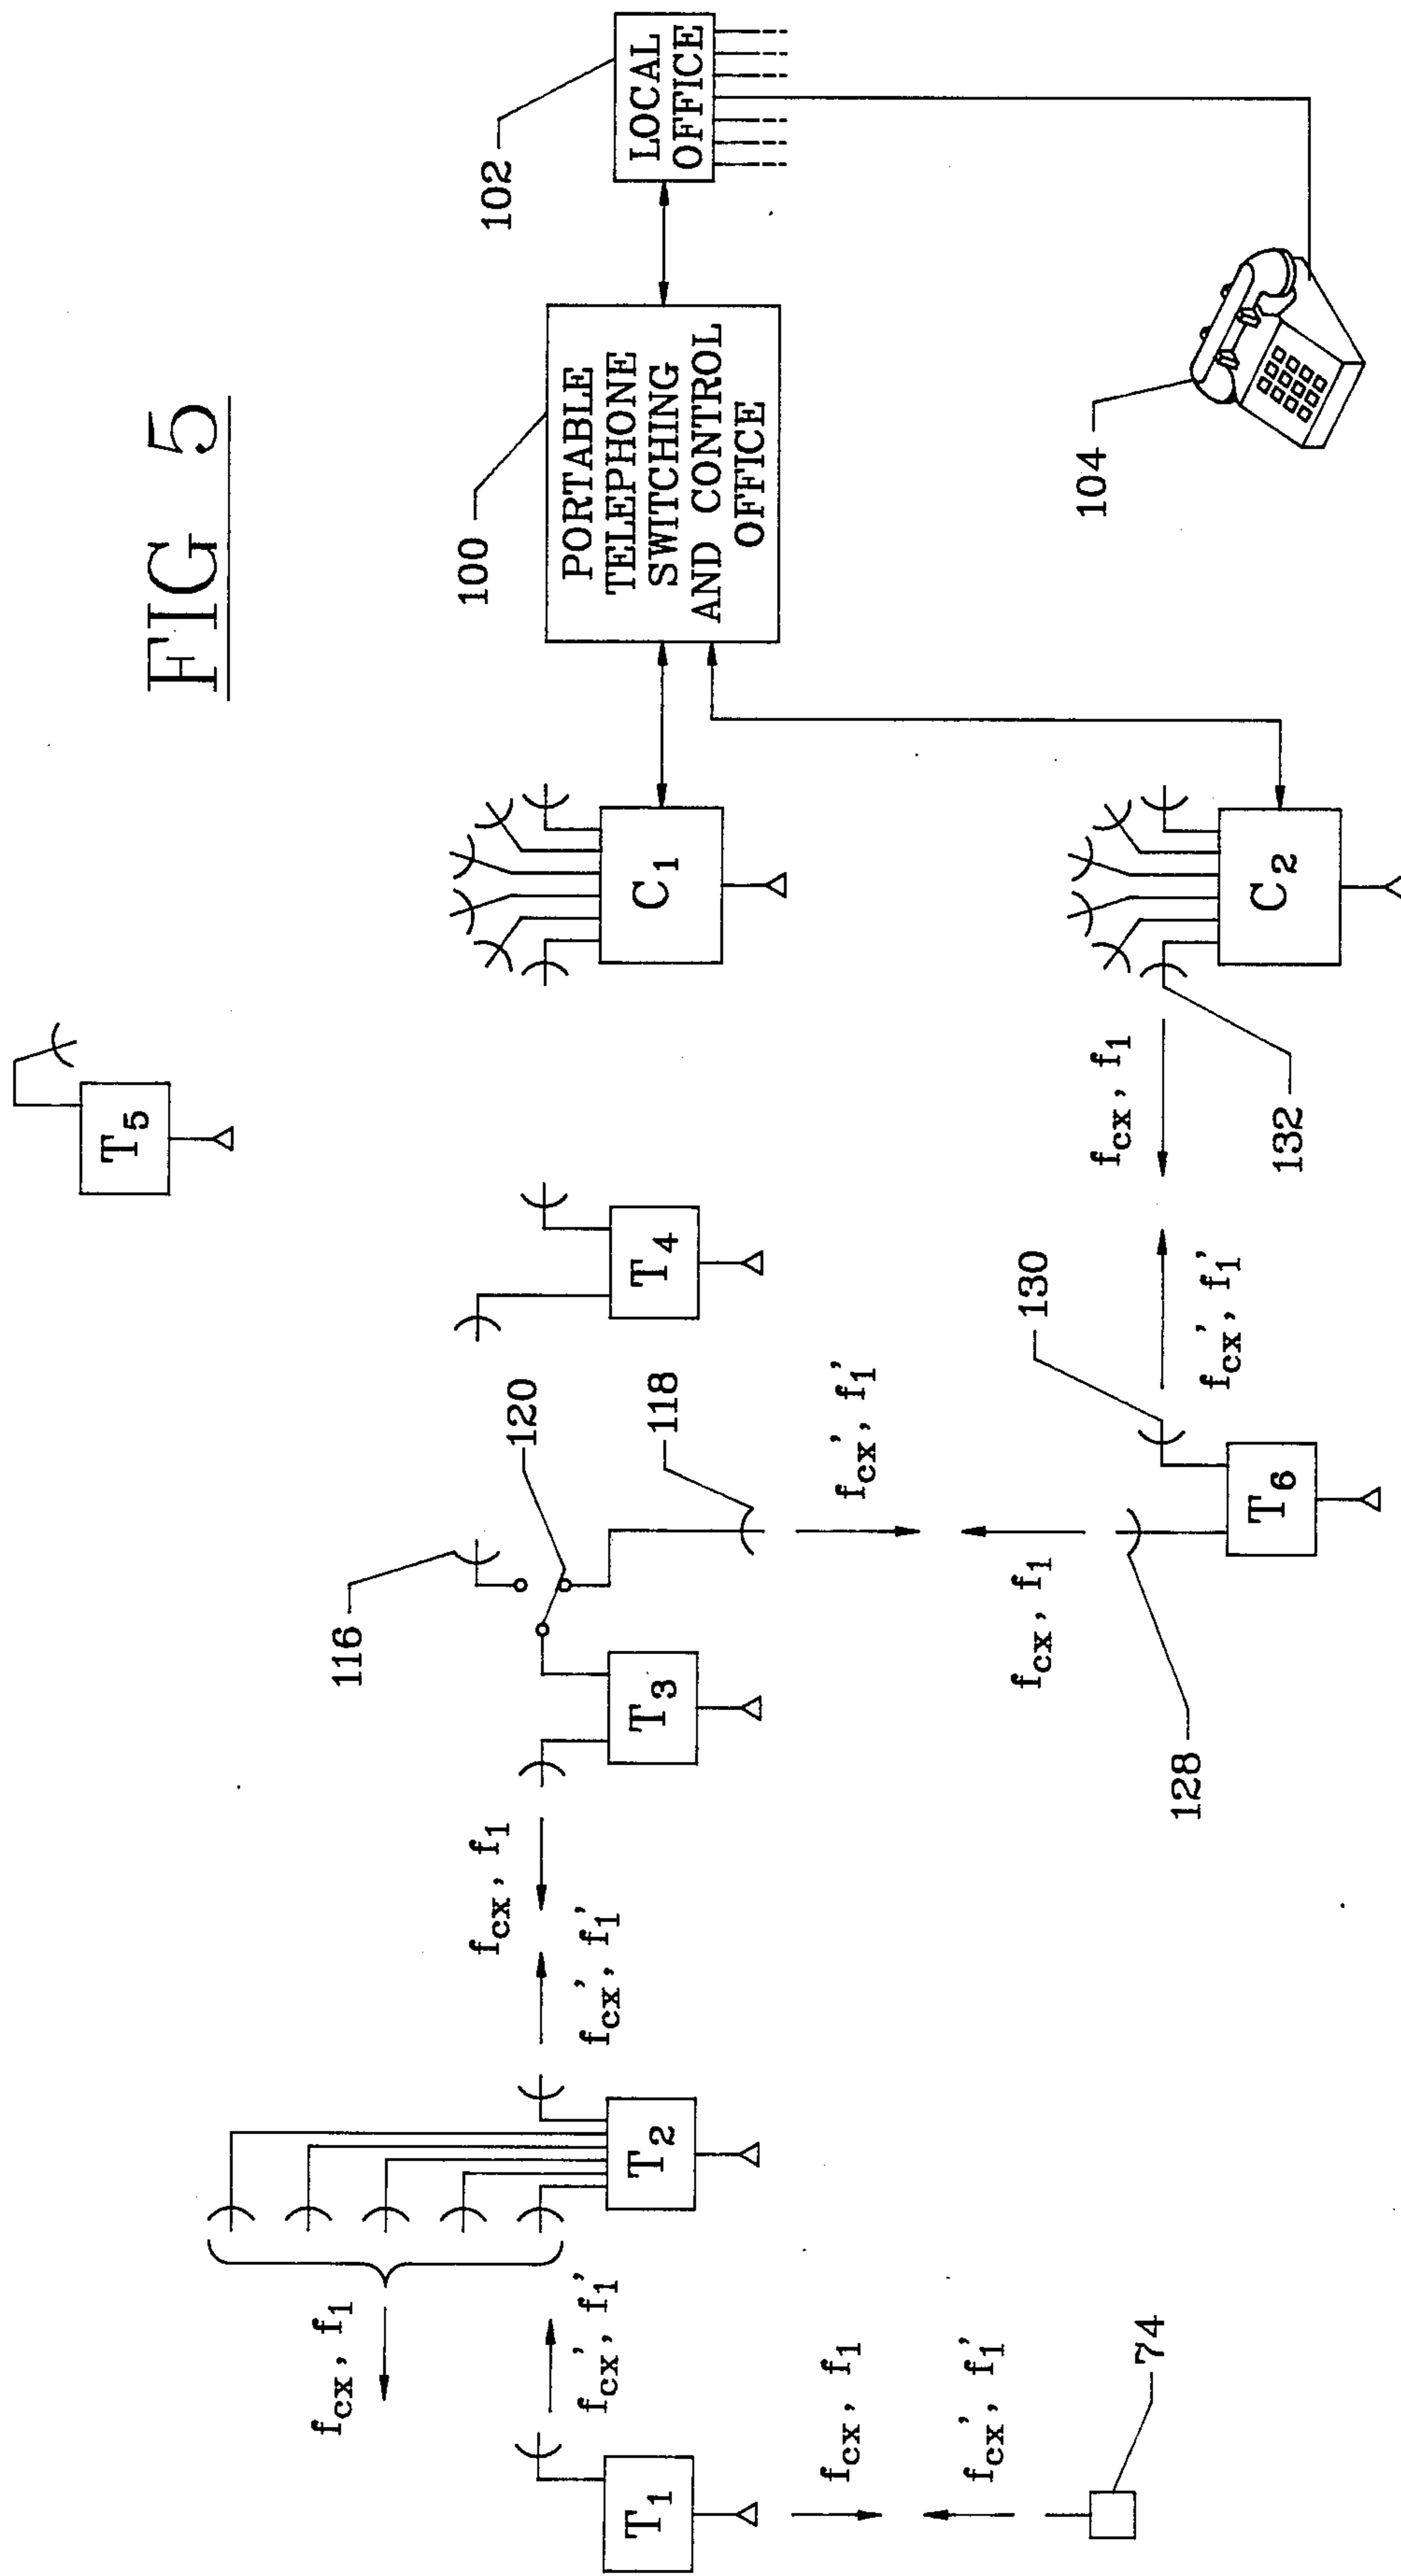 FIG 5
T5
100
PORTABLE
TELEPHONE
SWITCHING
AND CONTROL
OFFICE
102
LOCAL
OFFICE
104
C1
C2
132
fcx, f1
fcx', f1'
130
T6
128
fcx, f1
fcx', f1'
118
120
116
T4
T3
fcx, f1
fcx', f1'
T2
fcx, f1
fcx', f1'
T1
fcx, f1
fcx', f1'
74